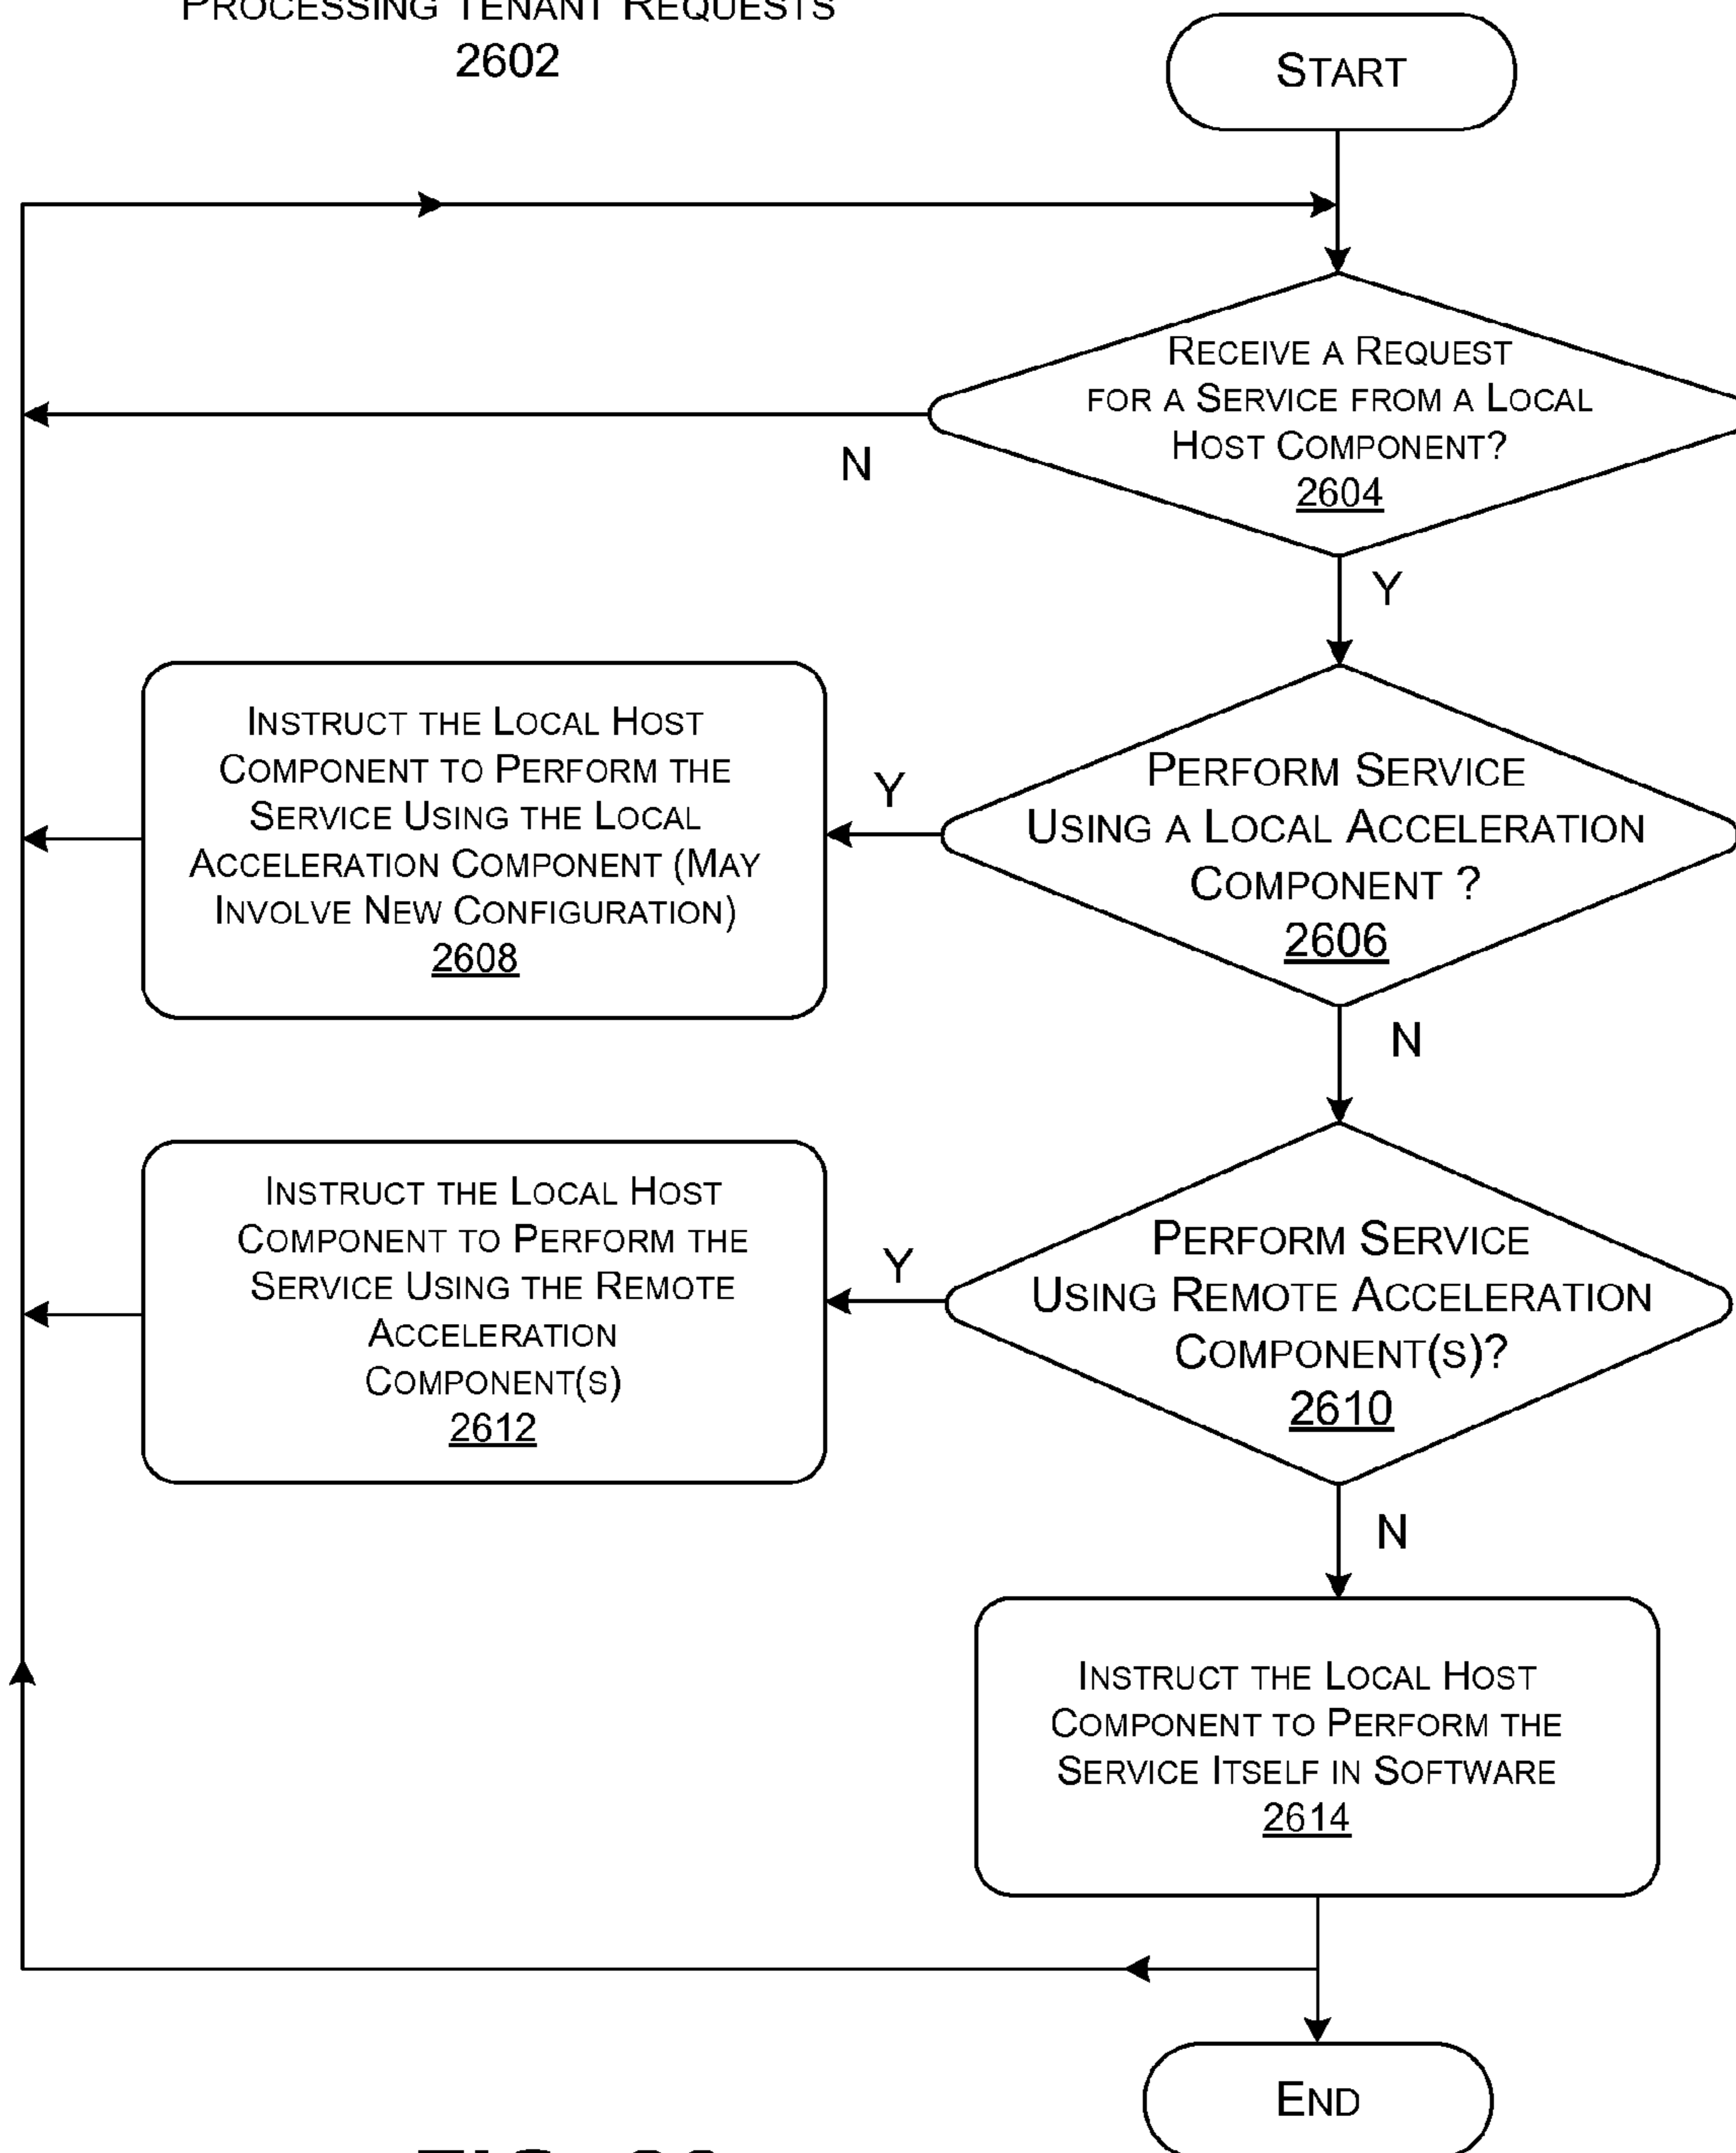 PROCESSING TENANT REQUESTS
2602
START
RECEIVE A REQUEST
FOR A SERVICE FROM A LOCAL
HOST COMPONENT?
2604
N
Y
PERFORM SERVICE
USING A LOCAL ACCELERATION
COMPONENT ?
2606
Y
INSTRUCT THE LOCAL HOST
COMPONENT TO PERFORM THE
SERVICE USING THE LOCAL
ACCELERATION COMPONENT (MAY
INVOLVE NEW CONFIGURATION)
2608
N
PERFORM SERVICE
USING REMOTE ACCELERATION
COMPONENT(S)?
2610
Y
INSTRUCT THE LOCAL HOST
COMPONENT TO PERFORM THE
SERVICE USING THE REMOTE
ACCELERATION
COMPONENT(S)
2612
N
INSTRUCT THE LOCAL HOST
COMPONENT TO PERFORM THE
SERVICE ITSELF IN SOFTWARE
2614
END